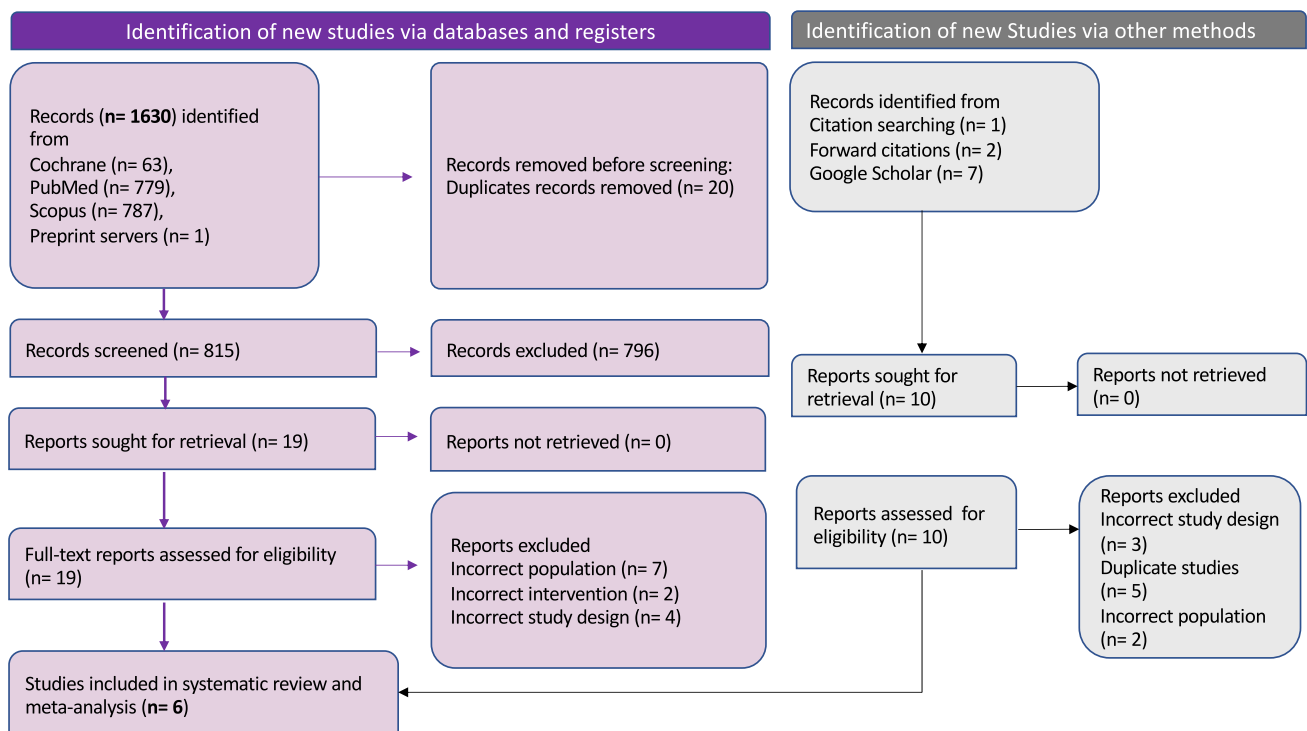 Identification of new studies via databases and registers
Records (n= 1630) identified
from
Cochrane (n= 63),
PubMed (n= 779),
Scopus (n= 787),
Preprint servers (n= 1)
Records removed before screening:
Duplicates records removed (n= 20)
Records screened (n= 815)
Records excluded (n= 796)
Reports sought for retrieval (n= 19)
Reports not retrieved (n= 0)
Full-text reports assessed for eligibility
(n= 19)
Reports excluded
Incorrect population (n= 7)
Incorrect intervention (n= 2)
Incorrect study design (n= 4)
Studies included in systematic review and
meta-analysis (n= 6)
Identification of new Studies via other methods
Records identified from
Citation searching (n= 1)
Forward citations (n= 2)
Google Scholar (n= 7)
Reports sought for
retrieval (n= 10)
Reports not retrieved
(n= 0)
Reports assessed for
eligibility (n= 10)
Reports excluded
Incorrect study design
(n= 3)
Duplicate studies
(n= 5)
Incorrect population
(n= 2)